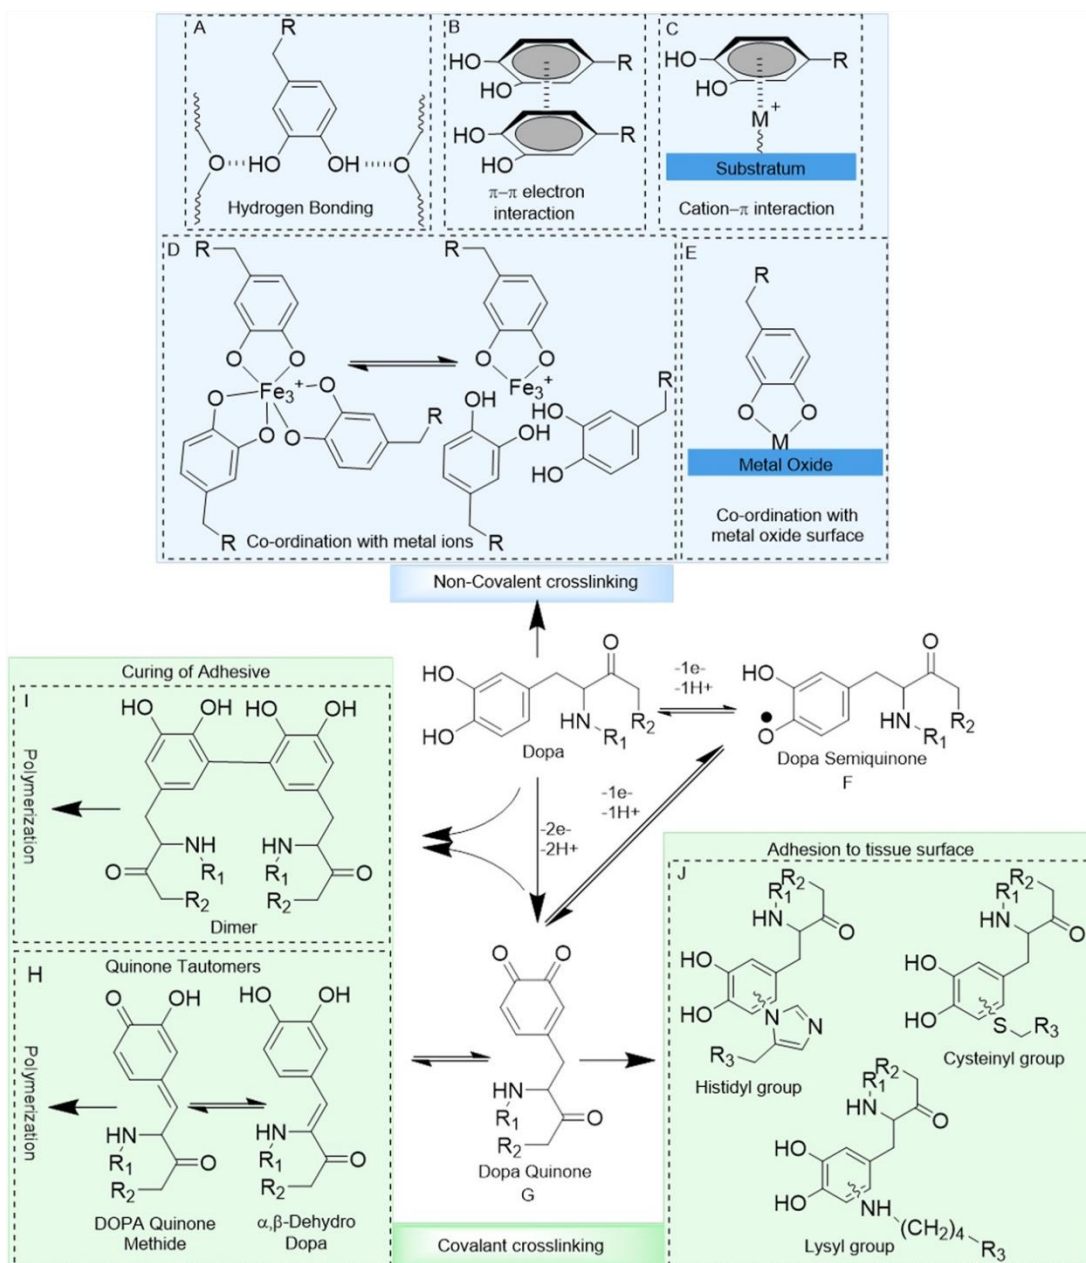 A
R
O
HO
OH
O
Hydrogen Bonding
B
HO
HO
R
HO
HO
R
π–π electron
interaction
C
HO
HO
R
M+
Substratum
Cation–π interaction
D
R
O
O
Fe3+
O
O
O
O
R
R
R
O
O
Fe3+
OH
OH
HO
HO
R
R
Co-ordination with metal ions
E
R
O
O
M
Metal Oxide
Co-ordination with
metal oxide surface
Non-Covalent crosslinking
HO
HO
O
HN
R1
R2
Dopa
-1e-
-1H+
HO
O
O
HN
R1
R2
Dopa Semiquinone
F
-1e-
-1H+
-2e-
-2H+
Curing of Adhesive
I
HO
OH
HO
OH
NH
R1
O
R2
HN
R1
O
R2
Dimer
Polymerization
Quinone Tautomers
H
O
OH
HN
R1
O
R2
DOPA Quinone
Methide
HO
OH
HN
R1
O
R2
α,β-Dehydro
Dopa
Polymerization
O
O
HN
R1
O
R2
Dopa Quinone
G
Covalant crosslinking
Adhesion to tissue surface
J
R1
R2
HN
O
HO
HO
N
N
R3
Histidyl group
R1
R2
HN
O
HO
HO
S
R3
Cysteinyl group
R1
R2
HN
O
HO
HO
NH
(CH2)4
R3
Lysyl group